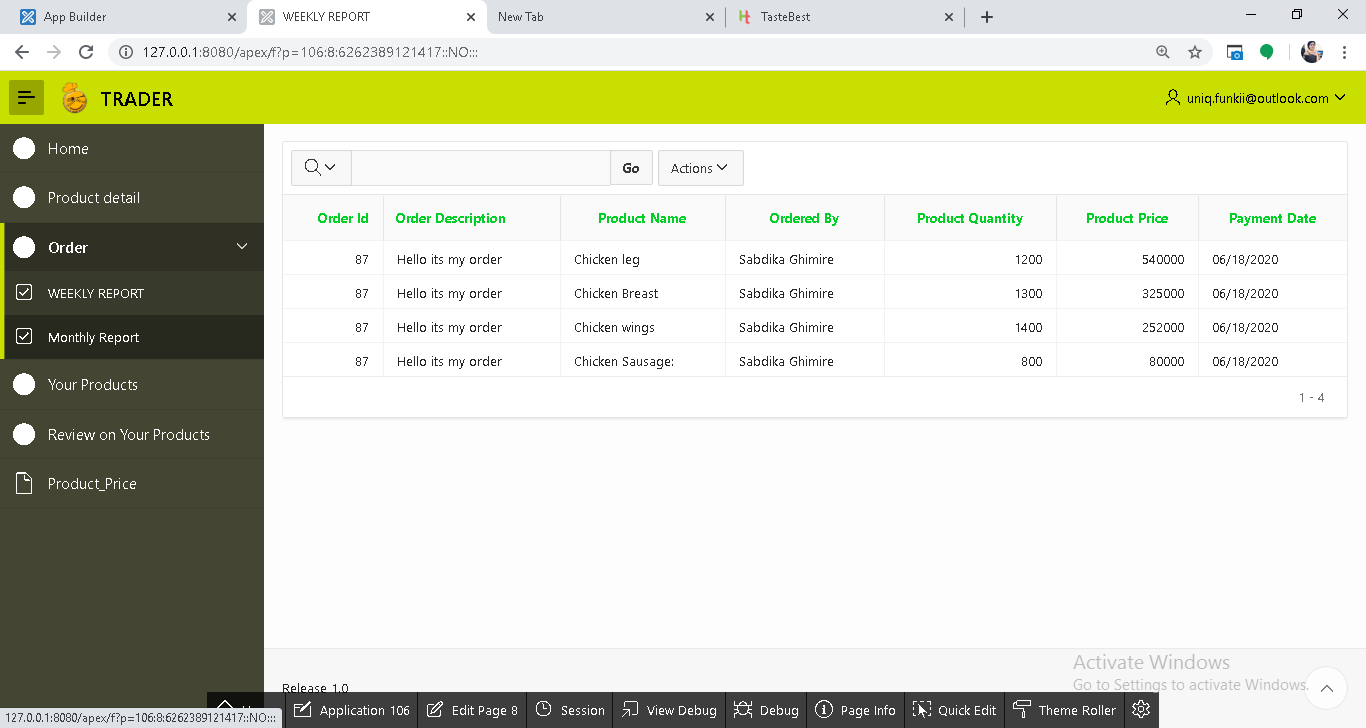 App Builder
WEEKLY REPORT
New Tab
TasteBest
127.0.0.1:8080/apex/f?p=106:8:6262389121417::NO:::
TRADER
uniq.funkii@outlook.com
Home
Product detail
Order
WEEKLY REPORT
Monthly Report
Your Products
Review on Your Products
Product_Price
Go
Actions
Order Id Order Description Product Name Ordered By Product Quantity Product Price Payment Date
87 Hello its my order Chicken leg Sabdika Ghimire 1200 540000 06/18/2020
87 Hello its my order Chicken Breast Sabdika Ghimire 1300 325000 06/18/2020
87 Hello its my order Chicken wings Sabdika Ghimire 1400 252000 06/18/2020
87 Hello its my order Chicken Sausage: Sabdika Ghimire 800 80000 06/18/2020
1 - 4
Activate Windows
Go to Settings to activate Windows.
Release 1.0
Application 106 Edit Page 8 Session View Debug Debug Page Info Quick Edit Theme Roller
127.0.0.1:8080/apex/f?p=106:8:6262389121417::NO:::